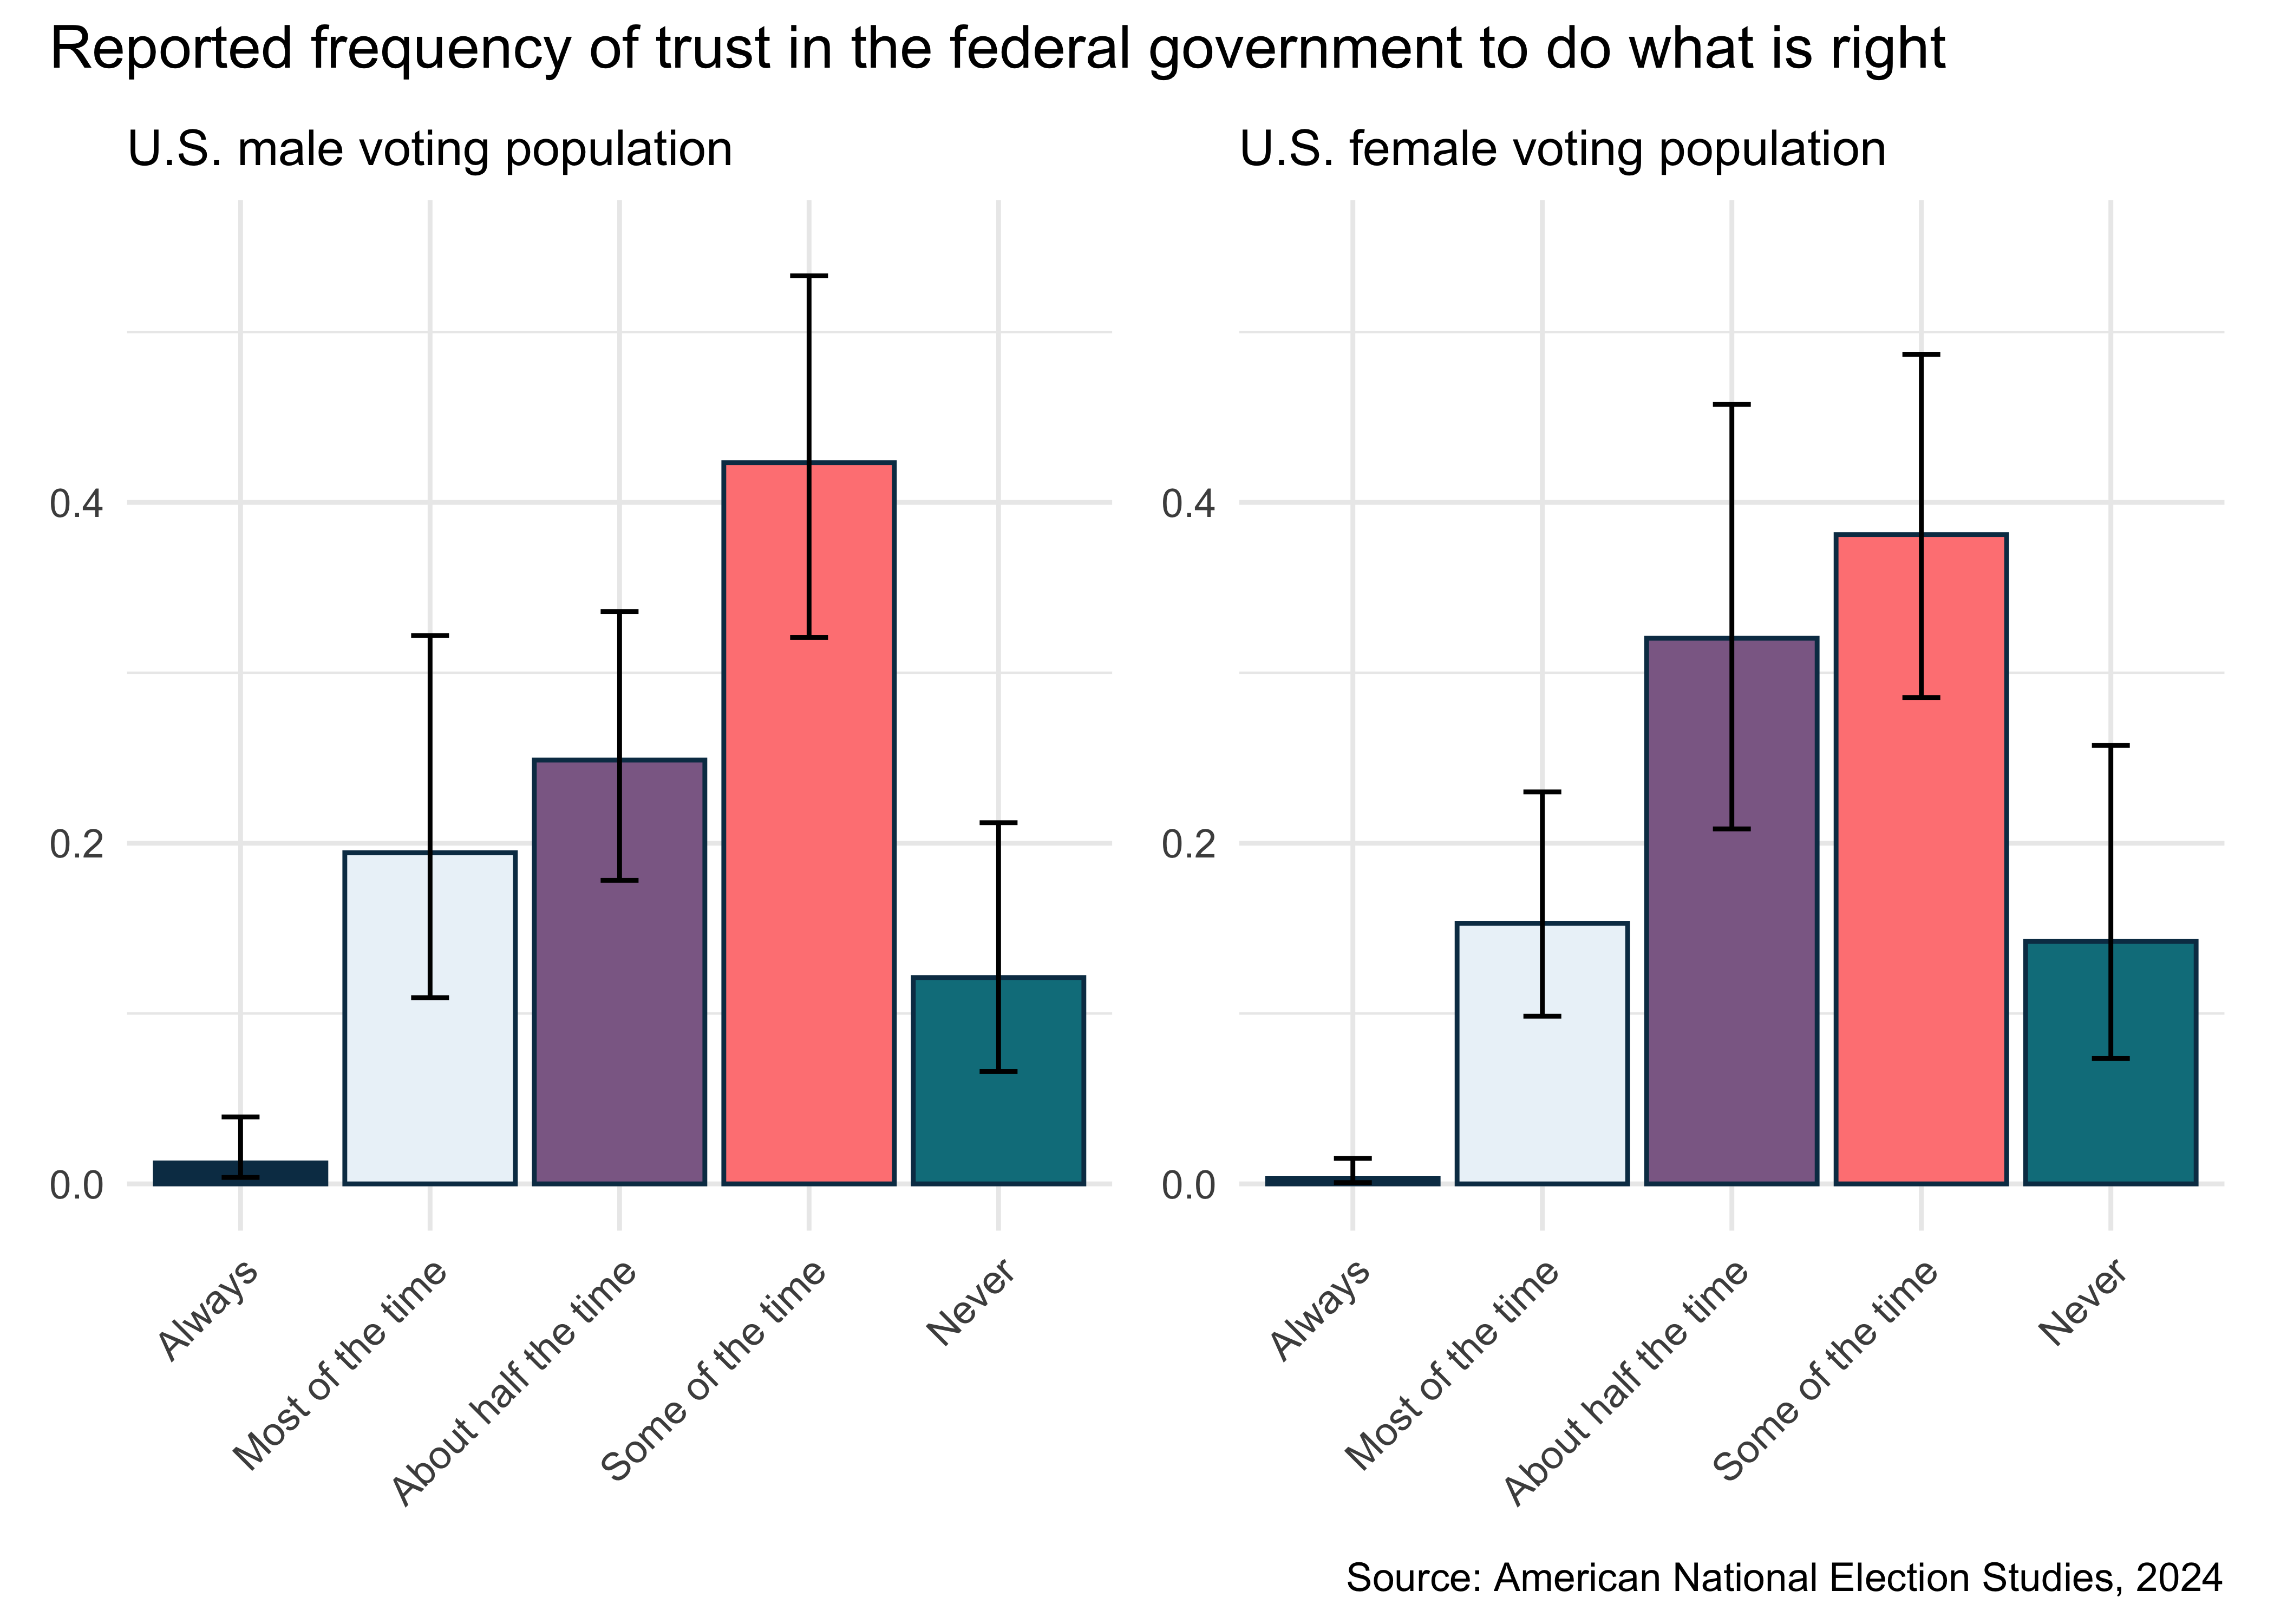 Reported frequency of trust in the federal government to do what is right
U.S. male voting population
0.4
0.2
0.0
Always
Most of the time
About half the time
Some of the time
Never
U.S. female voting population
0.4
0.2
0.0
Always
Most of the time
About half the time
Some of the time
Never
Source: American National Election Studies, 2024